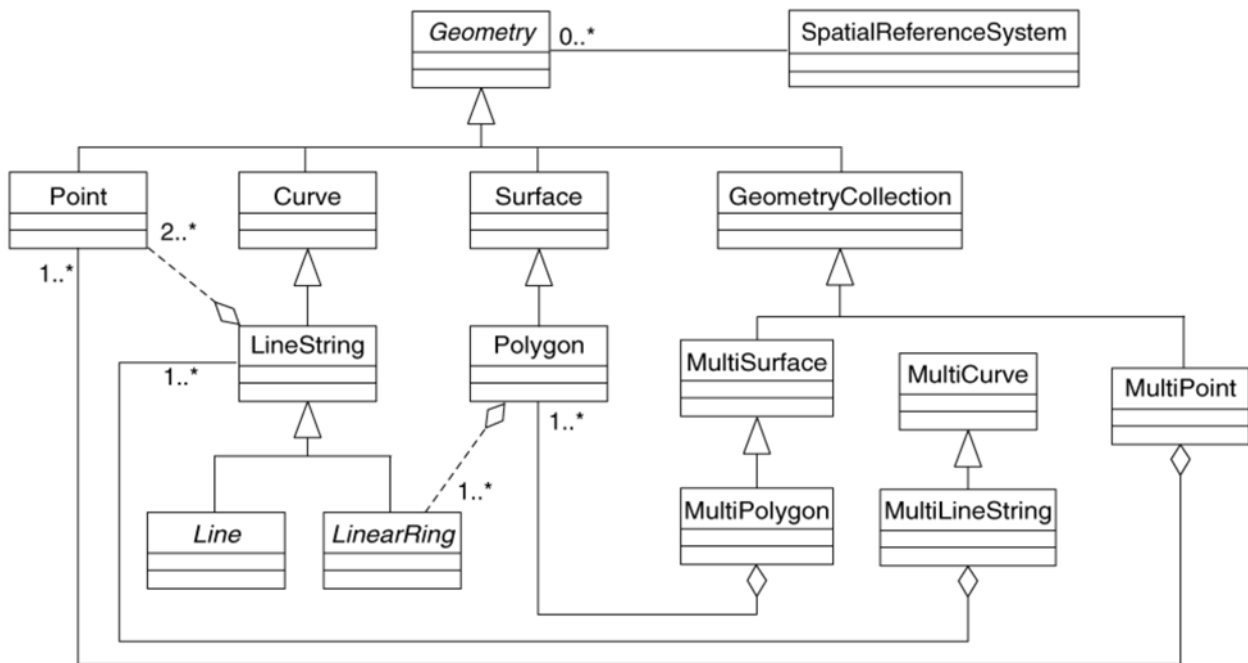 Geometry
0..*
SpatialReferenceSystem
Point
Curve
Surface
GeometryCollection
2..*
1..*
LineString
Polygon
MultiSurface
MultiCurve
MultiPoint
1..*
1..*
1..*
Line
LinearRing
MultiPolygon
MultiLineString